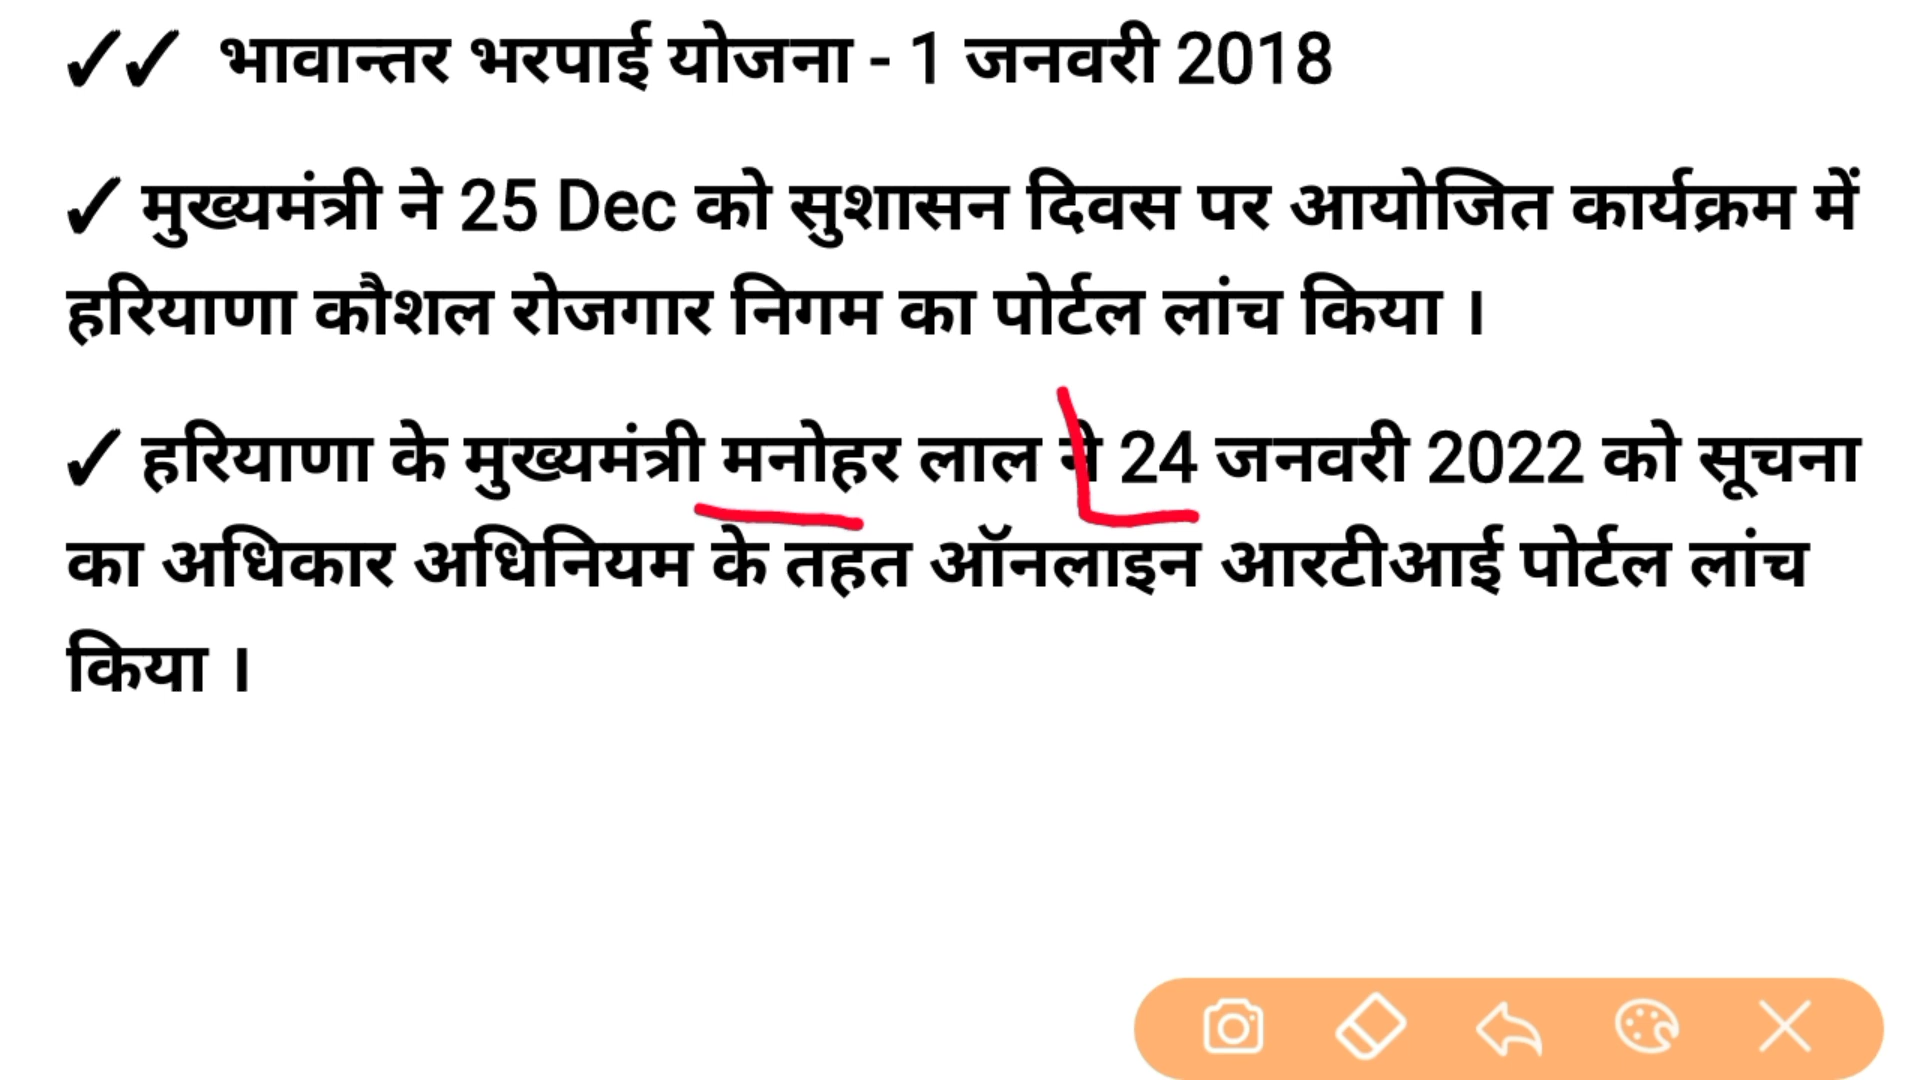 ✓✓ भावान्तर भरपाई योजना - 1 जनवरी 2018
✓ मुख्यमंत्री ने 25 Dec को सुशासन दिवस पर आयोजित कार्यक्रम में
हरियाणा कौशल रोजगार निगम का पोर्टल लांच किया ।
✓ हरियाणा के मुख्यमंत्री मनोहर लाल ने 24 जनवरी 2022 को सूचना
का अधिकार अधिनियम के तहत ऑनलाइन आरटीआई पोर्टल लांच
किया ।